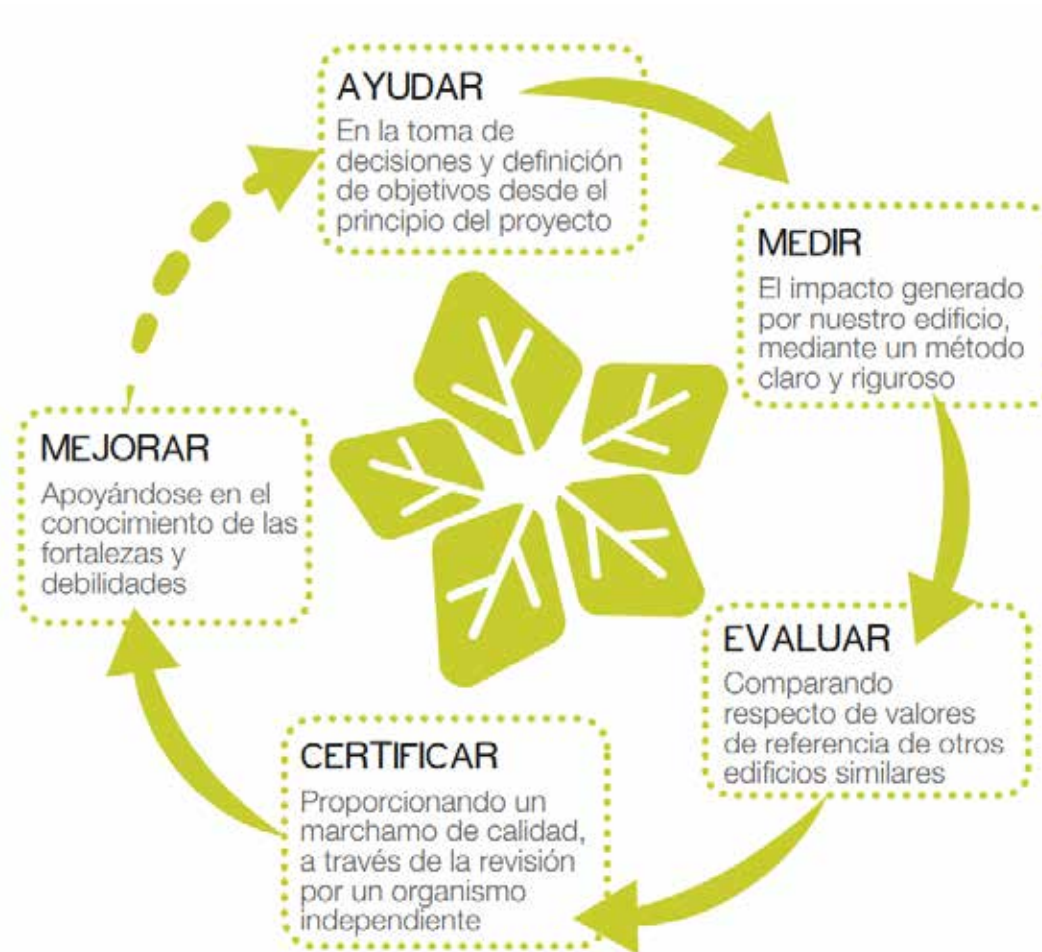 AYUDAR
En la toma de
decisiones y definición
de objetivos desde el
principio del proyecto
MEDIR
El impacto generado
por nuestro edificio,
mediante un método
claro y riguroso
EVALUAR
Comparando
respecto de valores
de referencia de otros
edificios similares
CERTIFICAR
Proporcionando un
marchamo de calidad,
a través de la revisión
por un organismo
independiente
MEJORAR
Apoyándose en el
conocimiento de las
fortalezas y
debilidades